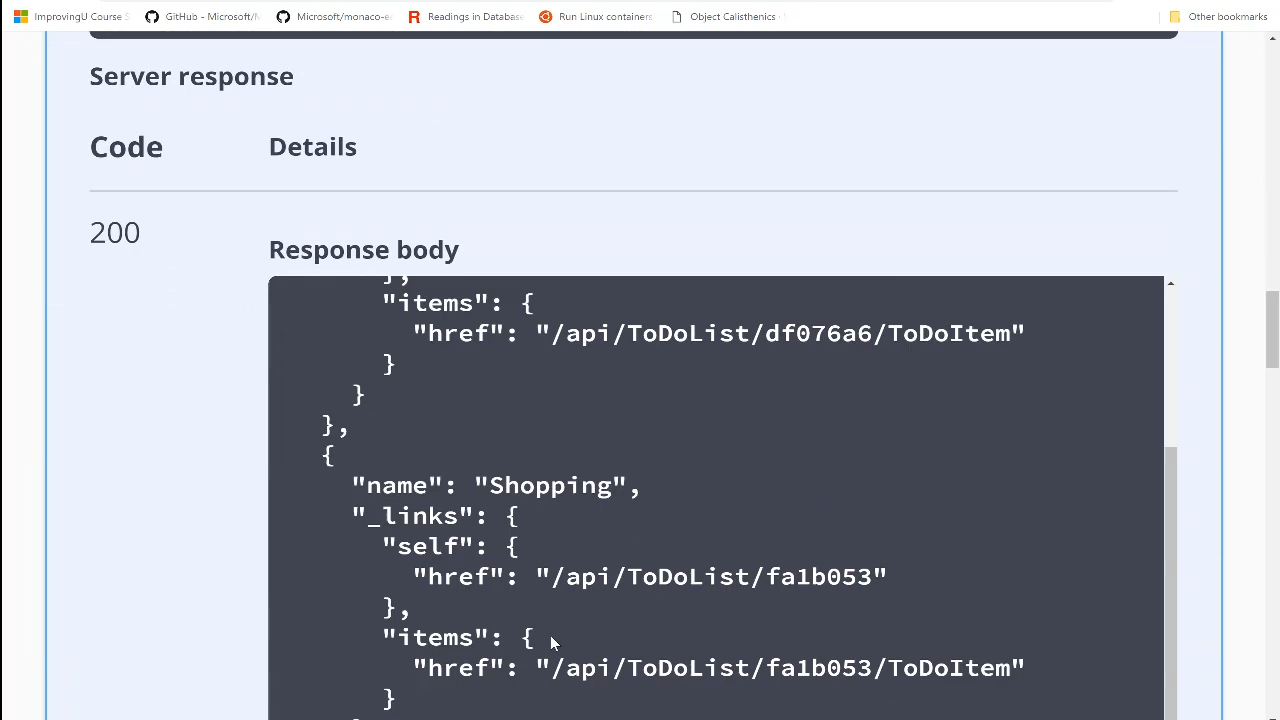 ImprovingU Course S
GitHub - Microsoft/M
Microsoft/monaco-e
Readings in Database
Run Linux containers
Object Calisthenics
Other bookmarks
Server response
Code
Details
200
Response body
},
"items": {
"href": "/api/ToDoList/df076a6/ToDoItem"
}
}
},
{
"name": "Shopping",
"_links": {
"self": {
"href": "/api/ToDoList/fa1b053"
},
"items": {
"href": "/api/ToDoList/fa1b053/ToDoItem"
}